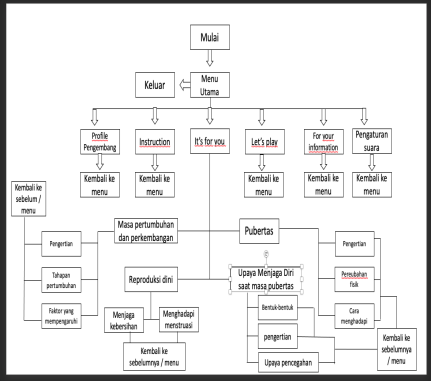 Mulai
Keluar
Menu
Utama
Profile
Pengembang
Instruction
It's for you
Let's play
For your
information
Pengaturan
suara
Kembali ke
menu
Kembali ke
menu
Kembali ke
menu
Kembali ke
menu
Kembali ke
menu
Kembali ke
sebelum /
menu
Masa pertumbuhan
dan perkembangan
Pubertas
Pengertian
Tahapan
pertumbuhan
Faktor yang
mempengaruhi
Reproduksi dini
Upaya Menjaga Diri
saat masa pubertas
Pengertian
Pereubahan
fisik
Cara
menghadapi
Menjaga
kebersihan
Menghadapi
menstruasi
Bentuk-bentuk
pengertian
Upaya pencegahan
Kembali ke
sebelumnya / menu
Kembali ke
sebelumnya
/ menu